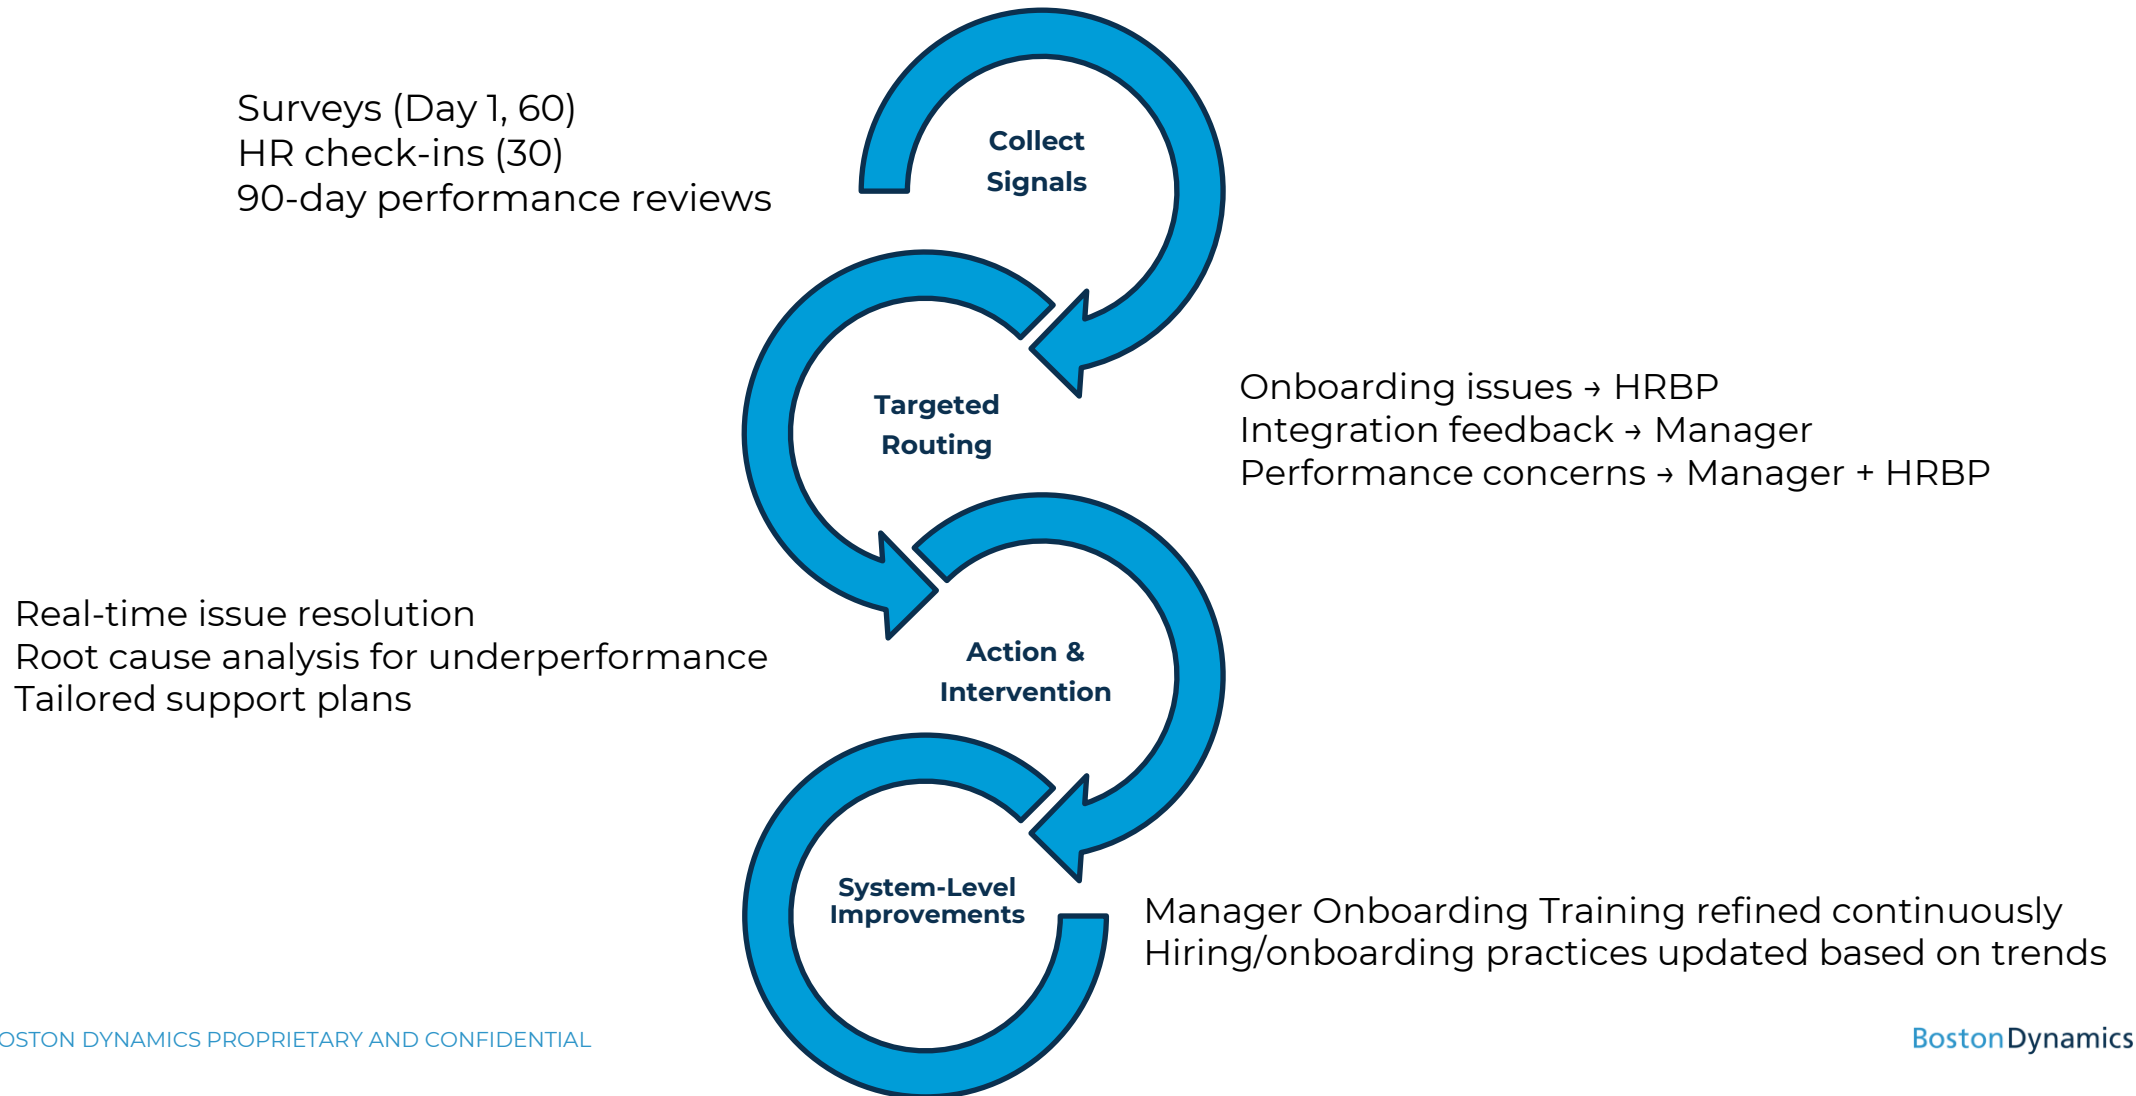 Surveys (Day 1, 60)
HR check-ins (30)
90-day performance reviews
Collect
Signals
Targeted
Routing
Onboarding issues → HRBP
Integration feedback → Manager
Performance concerns → Manager + HRBP
Real-time issue resolution
Root cause analysis for underperformance
Tailored support plans
Action &
Intervention
System-Level
Improvements
Manager Onboarding Training refined continuously
Hiring/onboarding practices updated based on trends
OSTON DYNAMICS PROPRIETARY AND CONFIDENTIAL
BostonDynamics